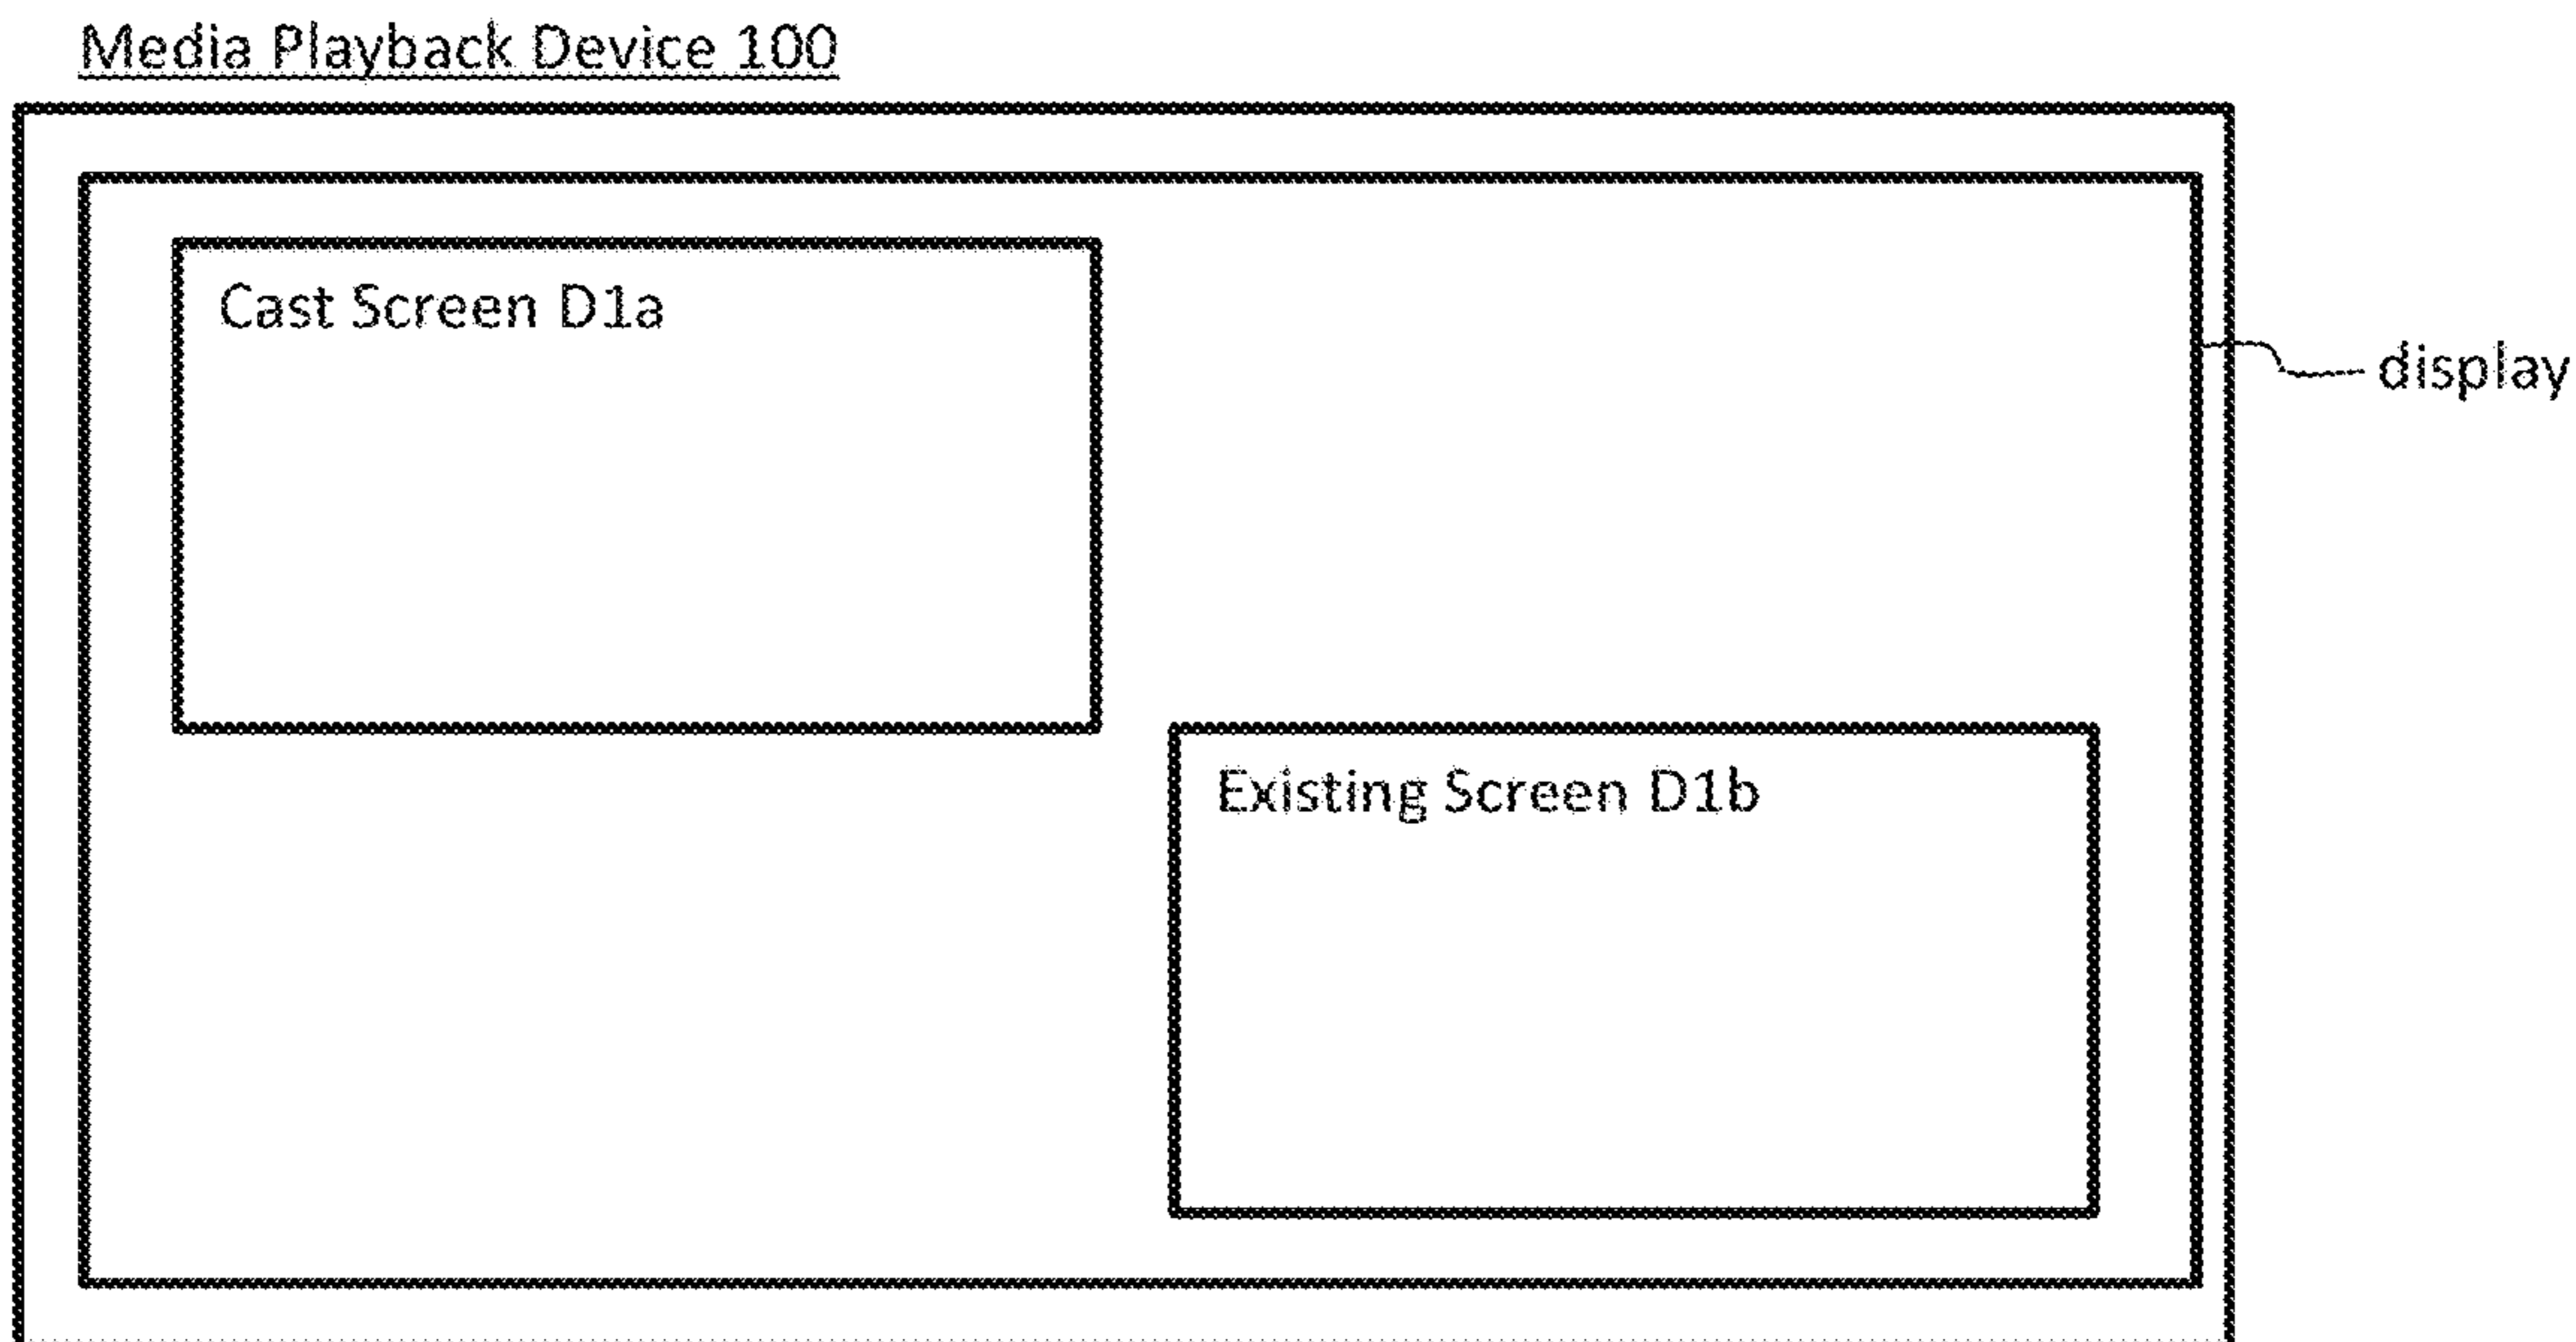 Media Playback Device 100
Cast Screen D1a
display
Existing Screen D1b